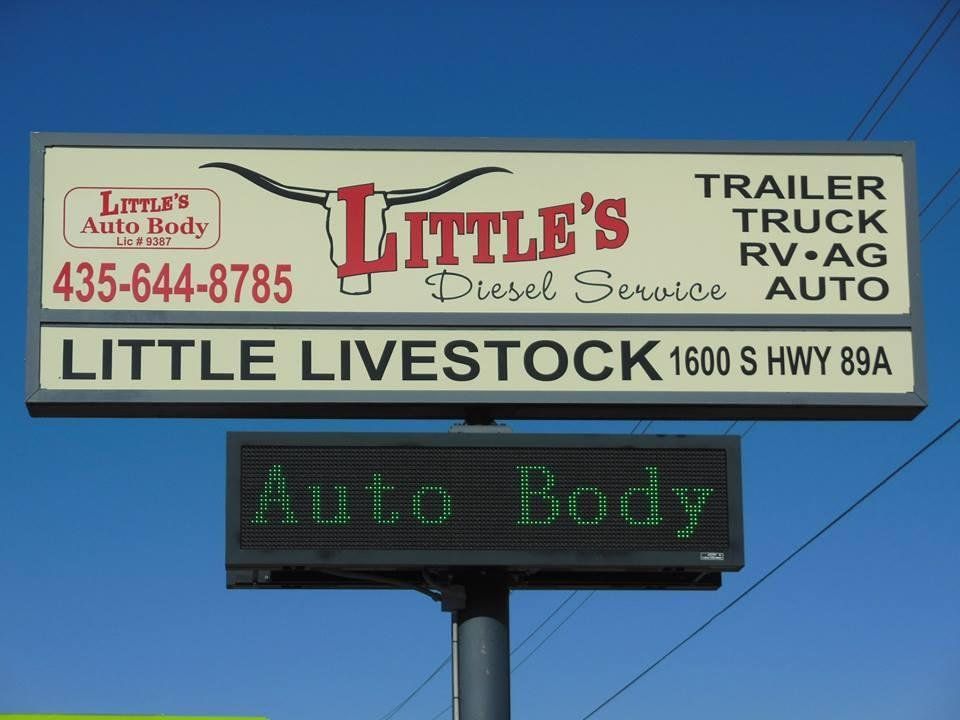 LITTLE'S
Auto Body
Lic # 9387
435-644-8785
LITTLE'S
Diesel Service
TRAILER
TRUCK
RV•AG
AUTO
LITTLE LIVESTOCK 1600 S HWY 89A
Auto Body